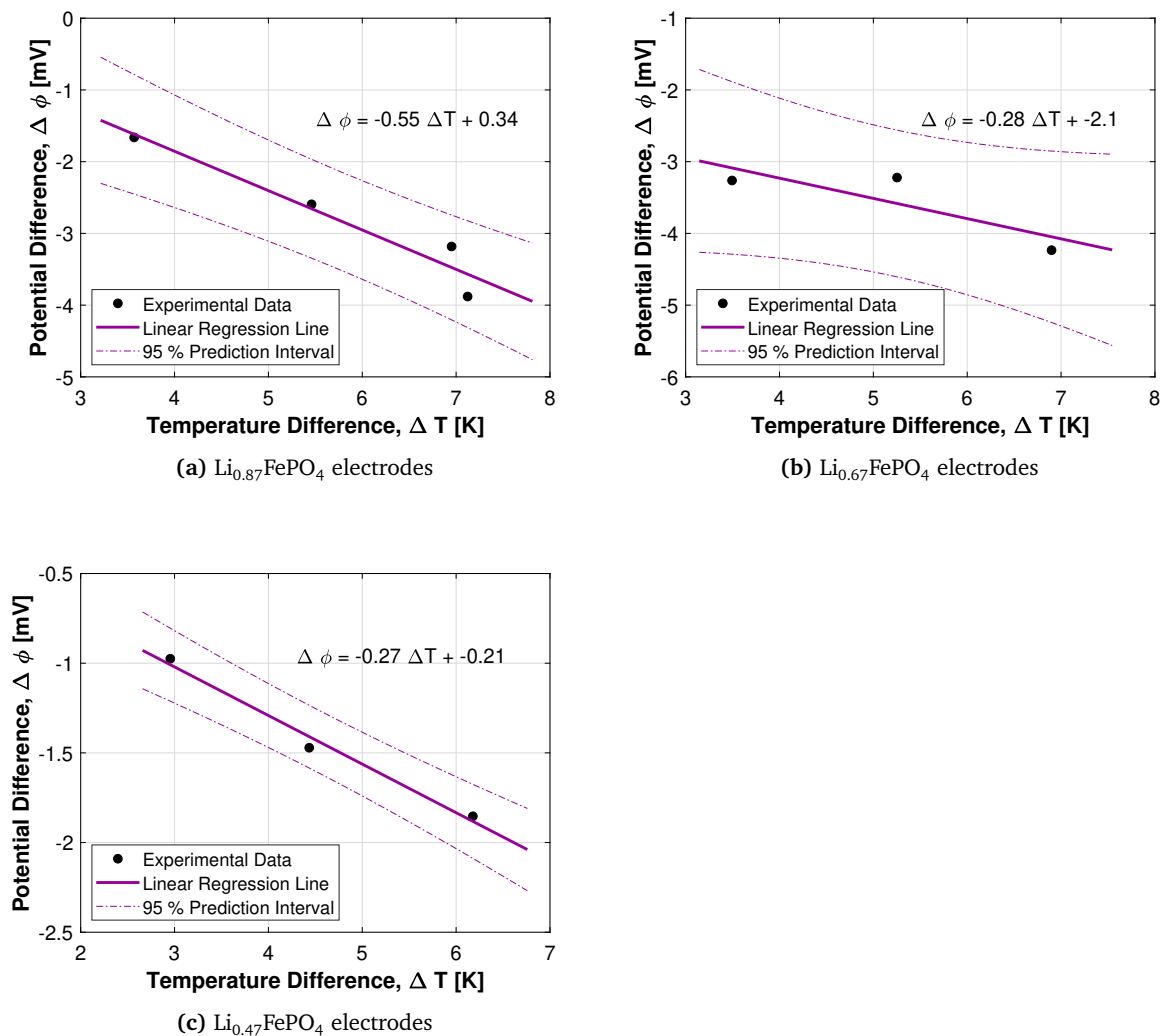 0
-1
-2
-3
-4
-5
3 4 5 6 7 8
Potential Difference, Δ ϕ [mV]
Temperature Difference, Δ T [K]
Δ ϕ = -0.55 ΔT + 0.34
Experimental Data
Linear Regression Line
95 % Prediction Interval
(a) Li₀.₈₇FePO₄ electrodes
-1
-2
-3
-4
-5
-6
3 4 5 6 7 8
Potential Difference, Δ ϕ [mV]
Temperature Difference, Δ T [K]
Δ ϕ = -0.28 ΔT + -2.1
Experimental Data
Linear Regression Line
95 % Prediction Interval
(b) Li₀.₆₇FePO₄ electrodes
-0.5
-1
-1.5
-2
-2.5
2 3 4 5 6 7
Potential Difference, Δ ϕ [mV]
Temperature Difference, Δ T [K]
Δ ϕ = -0.27 ΔT + -0.21
Experimental Data
Linear Regression Line
95 % Prediction Interval
(c) Li₀.₄₇FePO₄ electrodes